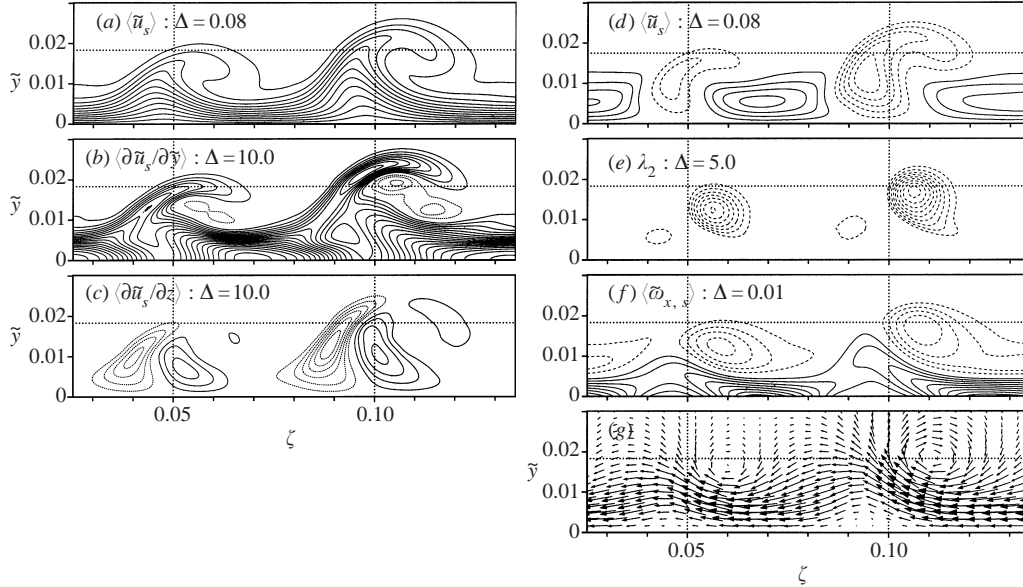 (a) ⟨ũ_s⟩ : Δ = 0.08
0.02
ỹ
0.01
0
(b) ⟨∂ũ_s/∂ỹ⟩ : Δ = 10.0
0.02
ỹ
0.01
0
(c) ⟨∂ũ_s/∂z⟩ : Δ = 10.0
0.02
ỹ
0.01
0
0.05
0.10
ζ
(d) ⟨ũ_s⟩ : Δ = 0.08
0.02
0.01
0
(e) λ_2 : Δ = 5.0
0.02
0.01
0
(f) ⟨ω̃_{x, s}⟩ : Δ = 0.01
0.02
0.01
0
(g)
ỹ
0.02
0.01
0
0.05
0.10
ζ